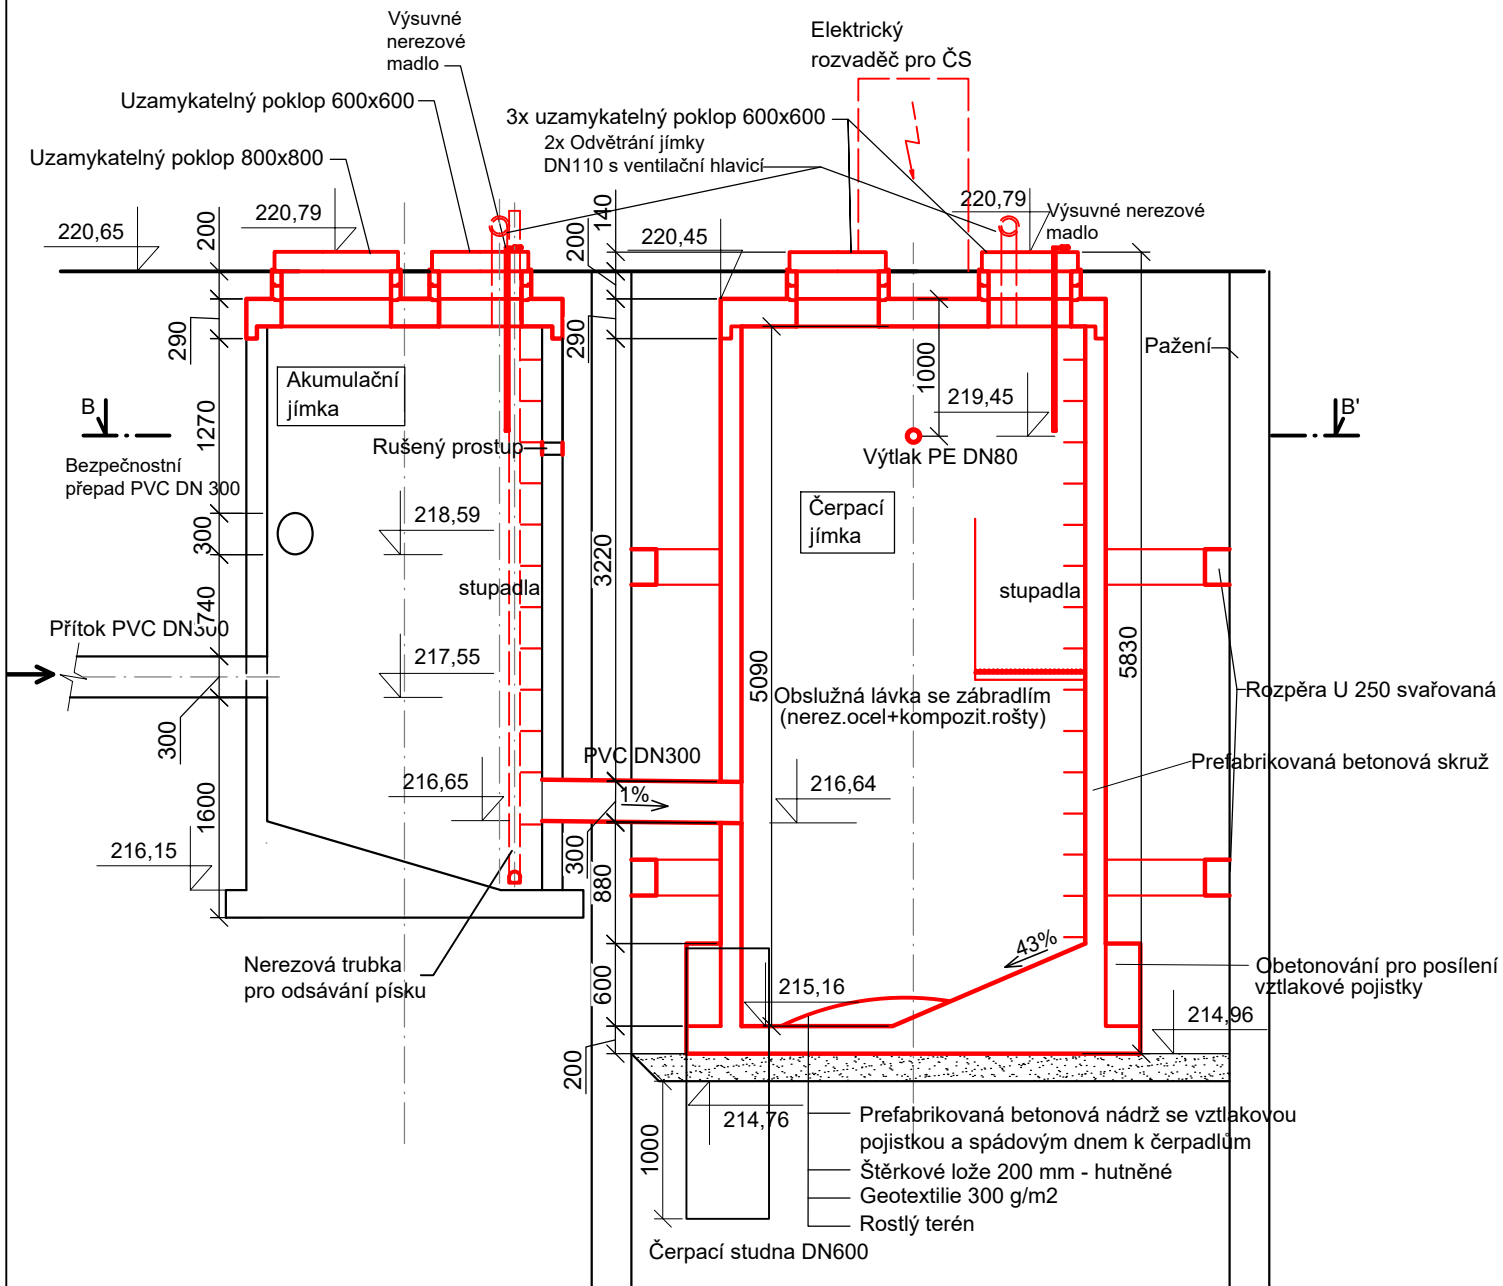 Výsuvné
nerezové
madlo
Elektrický
rozvaděč pro ČS
Uzamykatelný poklop 600x600
3x uzamykatelný poklop 600x600
2x Odvětrání jímky
DN110 s ventilační hlavicí
Uzamykatelný poklop 800x800
220,65
200
220,79
140
200
220,45
220,79
Výsuvné nerezové
madlo
290
290
1000
Pažení
Akumulační
jímka
B
B'
1270
219,45
Rušený prostup
Výtlak PE DN80
Bezpečnostní
přepad PVC DN 300
218,59
Čerpací
jímka
300
3220
stupadla
stupadla
740
Přítok PVC DN300
217,55
5090
5830
Obslužná lávka se zábradlím
(nerez.ocel+kompozit.rošty)
Rozpěra U 250 svařovaná
300
PVC DN300
Prefabrikovaná betonová skruž
216,65
1%
216,64
1600
216,15
300
880
43%
Nerezová trubka
pro odsávání písku
600
215,16
Obetonování pro posílení
vztlakové pojistky
214,96
200
214,76
1000
Prefabrikovaná betonová nádrž se vztlakovou
pojistkou a spádovým dnem k čerpadlům
Štěrkové lože 200 mm - hutněné
Geotextilie 300 g/m2
Rostlý terén
Čerpací studna DN600